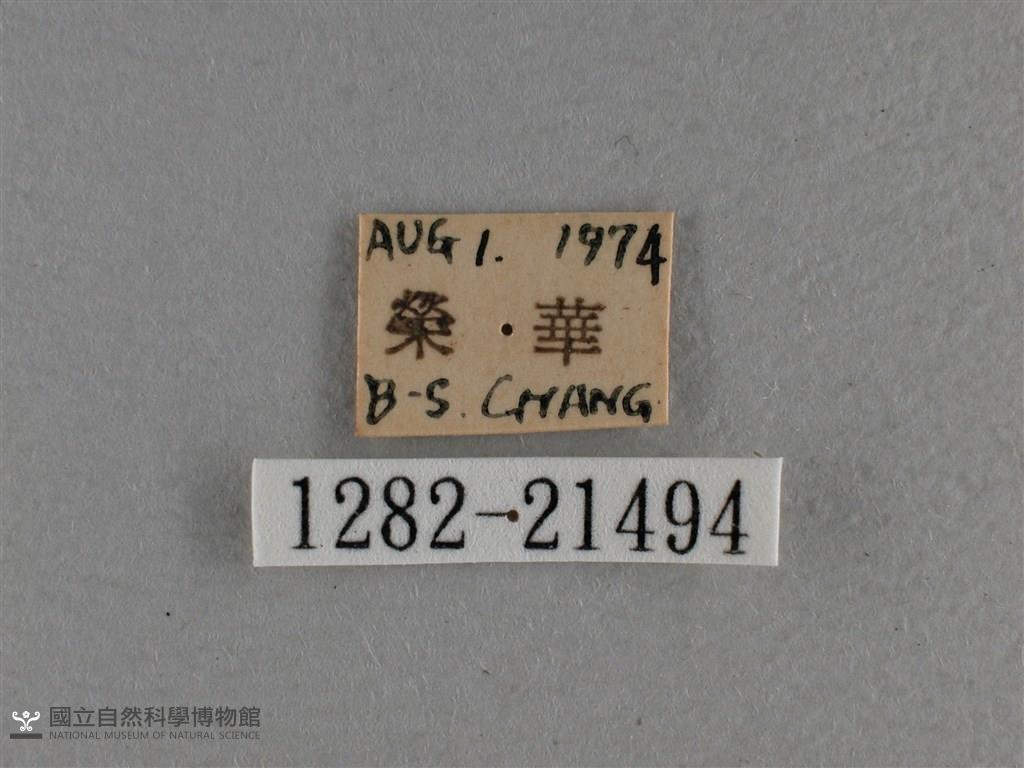 AUG 1. 1974
榮 華
B-S. CHANG.
1282-21494
國立自然科學博物館
NATIONAL MUSEUM OF NATURAL SCIENCE